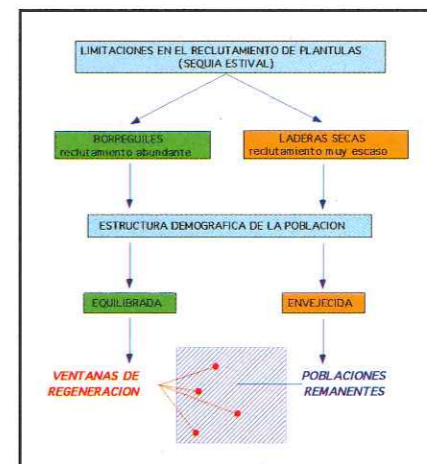 LIMITACIONES EN EL RECLUTAMIENTO DE PLANTULAS
(SEQUIA ESTIVAL)
BORREGUILES
reclutamiento abundante
LADERAS SECAS
reclutamiento muy escaso
ESTRUCTURA DEMOGRAFICA DE LA POBLACION
EQUILIBRADA
ENVEJECIDA
VENTANAS DE
REGENERACION
POBLACIONES
REMANENTES